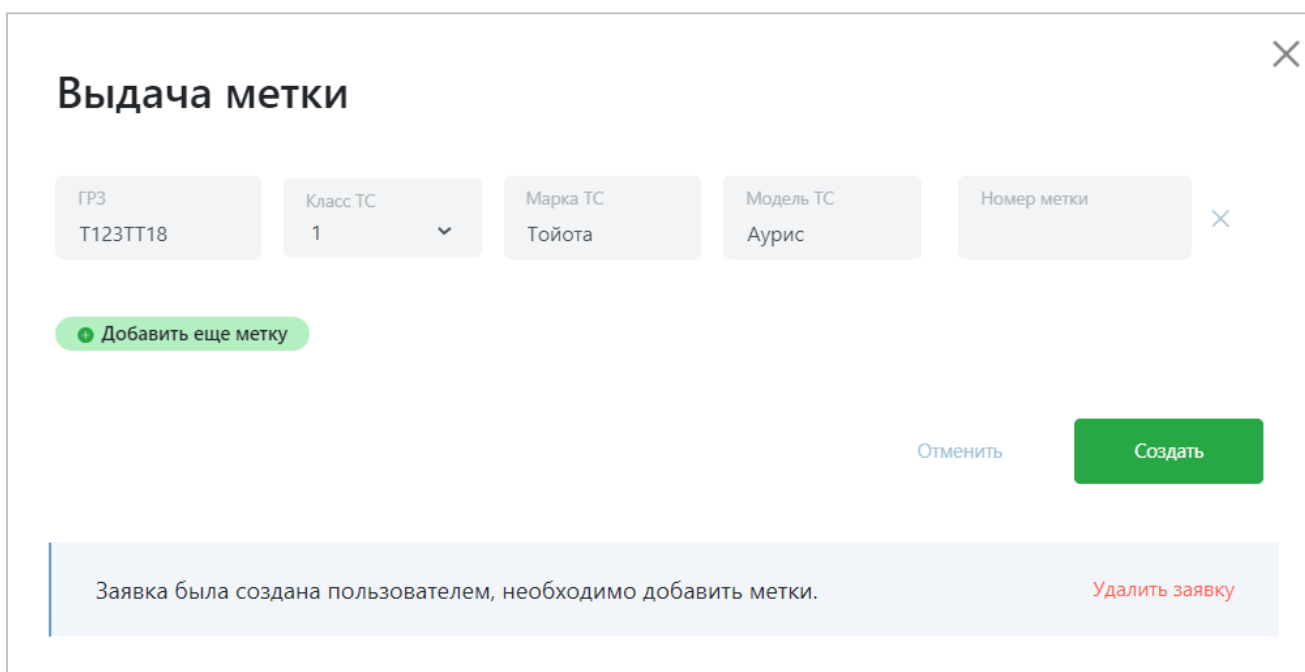 Выдача метки
ГРЗ
Т123ТТ18
Класс ТС
1
Марка ТС
Тойота
Модель ТС
Аурис
Номер метки
Добавить еще метку
Отменить
Создать
Заявка была создана пользователем, необходимо добавить метки.
Удалить заявку